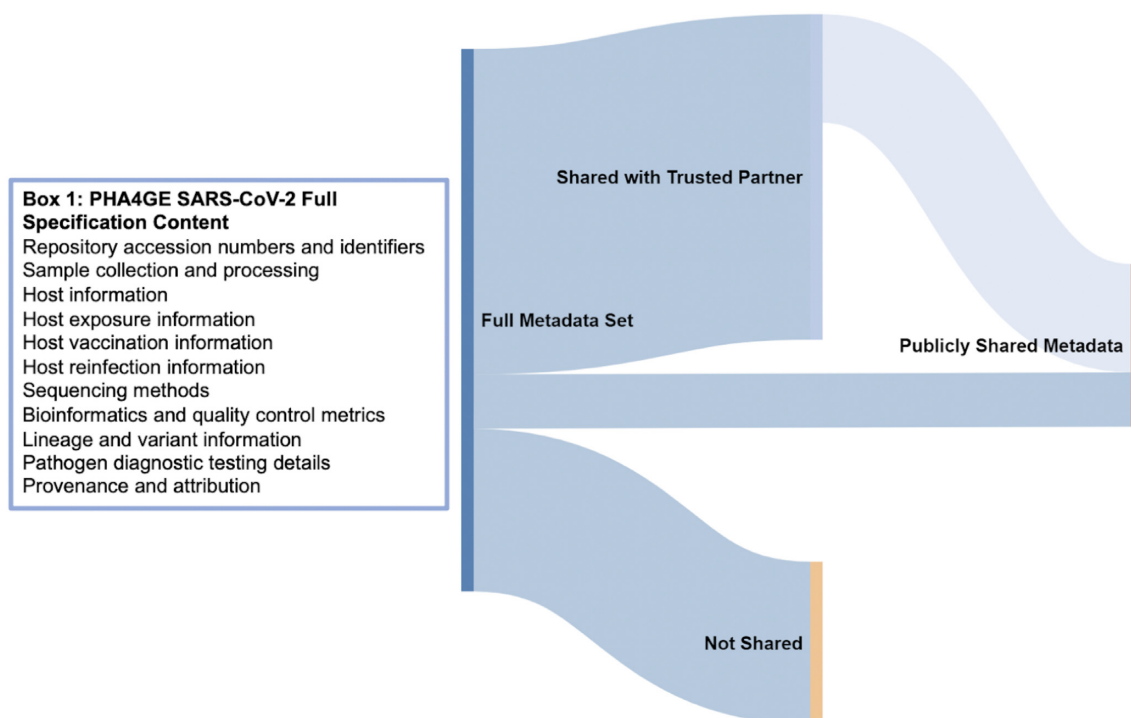 Box 1: PHA4GE SARS-CoV-2 Full
Specification Content
Repository accession numbers and identifiers
Sample collection and processing
Host information
Host exposure information
Host vaccination information
Host reinfection information
Sequencing methods
Bioinformatics and quality control metrics
Lineage and variant information
Pathogen diagnostic testing details
Provenance and attribution
Full Metadata Set
Shared with Trusted Partner
Publicly Shared Metadata
Not Shared